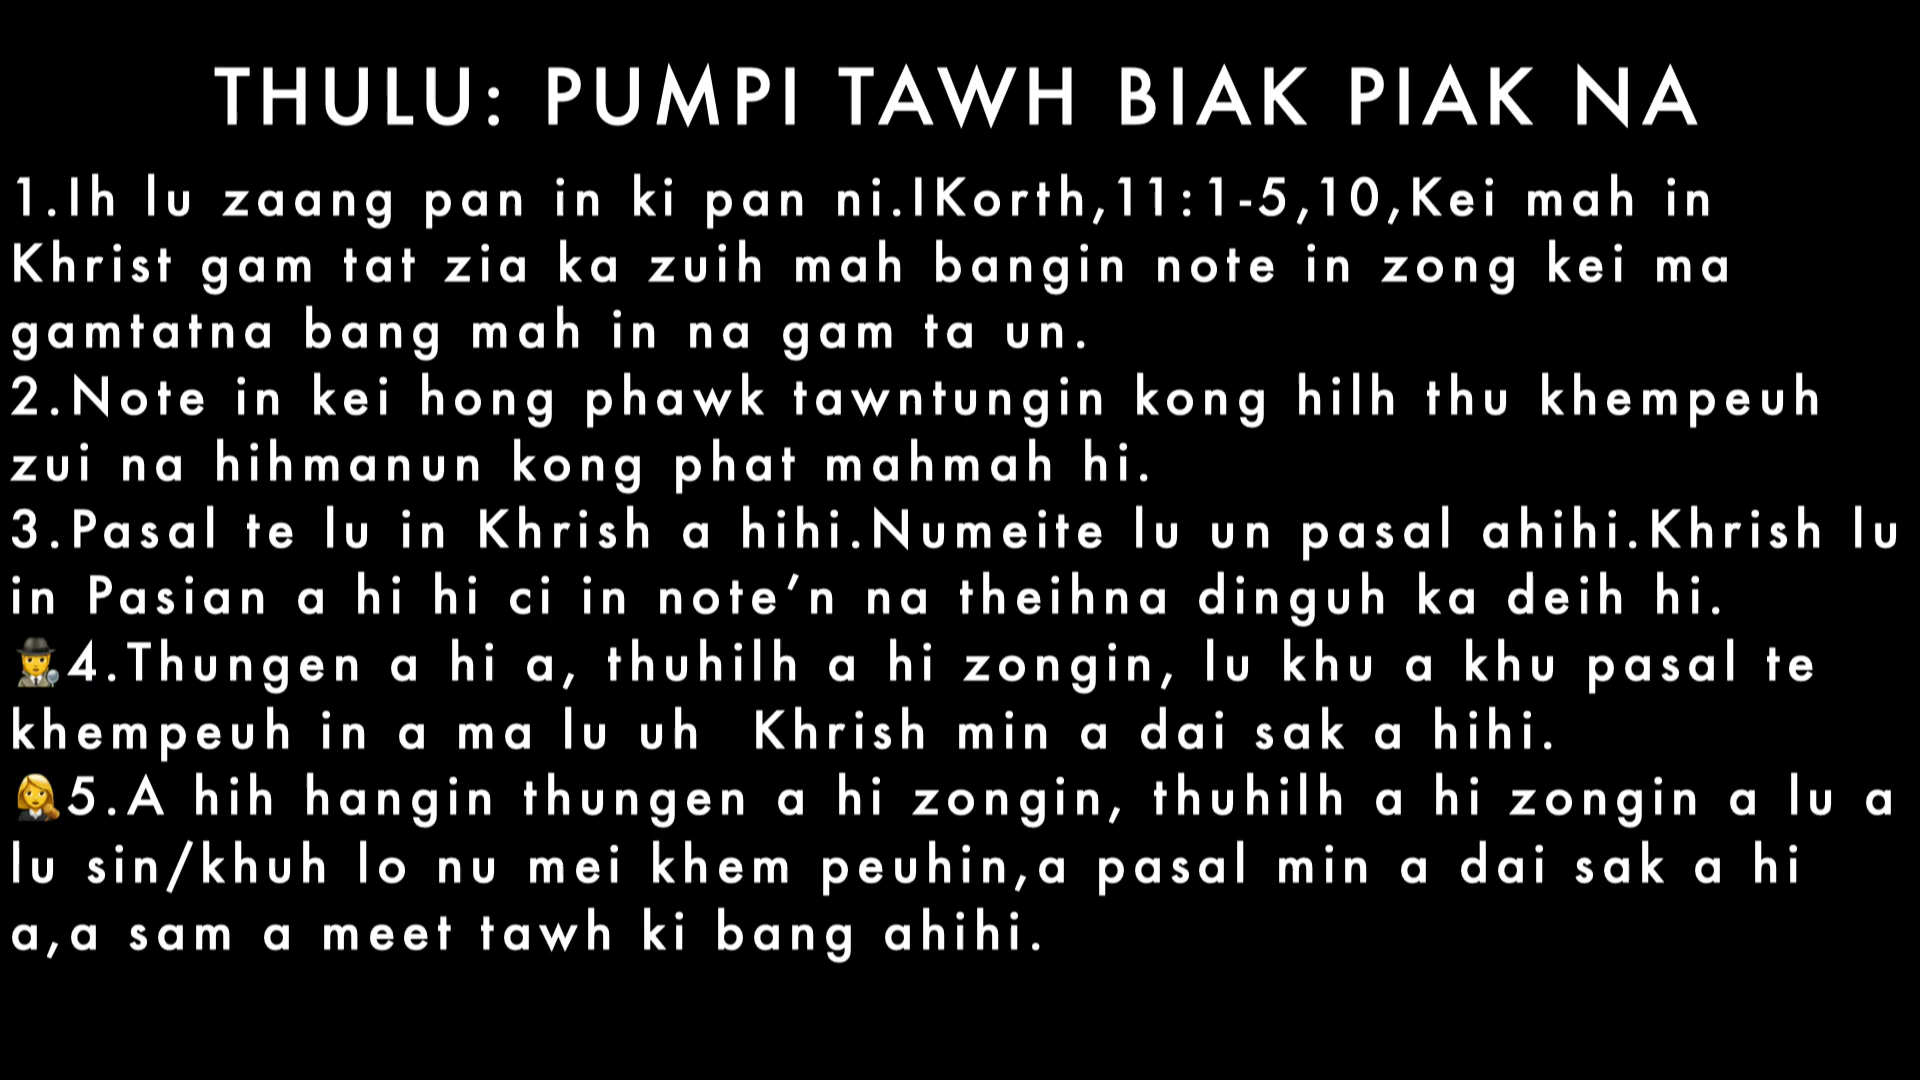 THULU: PUMPI TAWH BIAK PIAK NA
1.Ih lu zaang pan in ki pan ni.IKorth,11:1-5,10,Kei mah in
Khrist gam tat zia ka zuih mah bangin note in zong kei ma
gamtatna bang mah in na gam ta un.
2.Note in kei hong phawk tawntungin kong hilh thu khempeuh
zui na hihmanun kong phat mahmah hi.
3.Pasal te lu in Khrish a hihi.Numeite lu un pasal ahihi.Khrish lu
in Pasian a hi hi ci in note’n na theihna dinguh ka deih hi.
🕵️4.Thungen a hi a, thuhilh a hi zongin, lu khu a khu pasal te
khempeuh in a ma lu uh  Khrish min a dai sak a hihi.
👩‍⚖️5.A hih hangin thungen a hi zongin, thuhilh a hi zongin a lu a
lu sin/khuh lo nu mei khem peuhin,a pasal min a dai sak a hi
a,a sam a meet tawh ki bang ahihi.